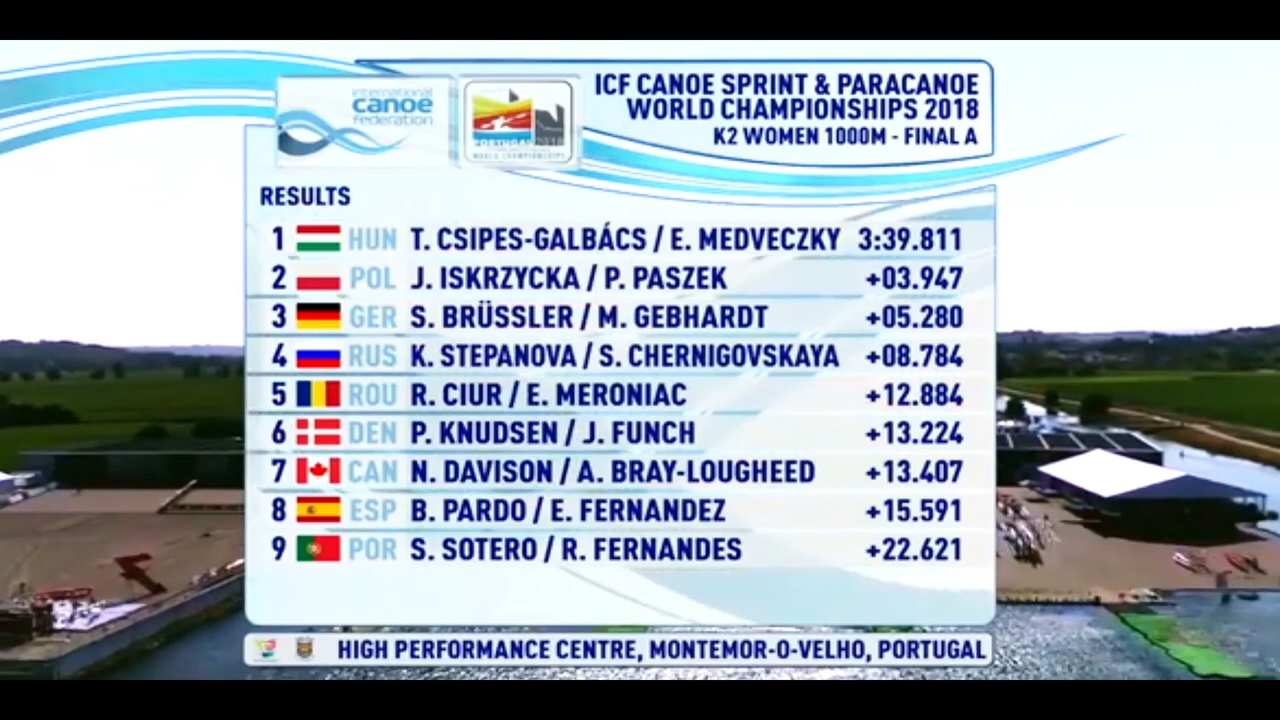 international
canoe
federation
PORTUGAL 2018
WORLD CHAMPIONSHIPS
ICF CANOE SPRINT & PARACANOE
WORLD CHAMPIONSHIPS 2018
K2 WOMEN 1000M - FINAL A
RESULTS
1 HUN T. CSIPES-GALBÁCS / E. MEDVECZKY 3:39.811
2 POL J. ISKRZYCKA / P. PASZEK +03.947
3 GER S. BRÜSSLER / M. GEBHARDT +05.280
4 RUS K. STEPANOVA / S. CHERNIGOVSKAYA +08.784
5 ROU R. CIUR / E. MERONIAC +12.884
6 DEN P. KNUDSEN / J. FUNCH +13.224
7 CAN N. DAVISON / A. BRAY-LOUGHEED +13.407
8 ESP B. PARDO / E. FERNANDEZ +15.591
9 POR S. SOTERO / R. FERNANDES +22.621
HIGH PERFORMANCE CENTRE, MONTEMOR-O-VELHO, PORTUGAL